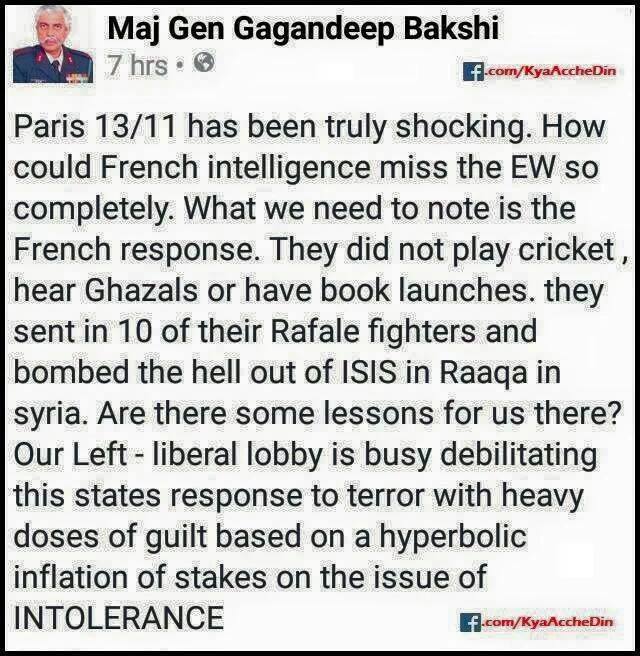 Maj Gen Gagandeep Bakshi
7 hrs •
f.com/KyaAccheDin
Paris 13/11 has been truly shocking. How
could French intelligence miss the EW so
completely. What we need to note is the
French response. They did not play cricket ,
hear Ghazals or have book launches. they
sent in 10 of their Rafale fighters and
bombed the hell out of ISIS in Raaqa in
syria. Are there some lessons for us there?
Our Left - liberal lobby is busy debilitating
this states response to terror with heavy
doses of guilt based on a hyperbolic
inflation of stakes on the issue of
INTOLERANCE
f.com/KyaAccheDin